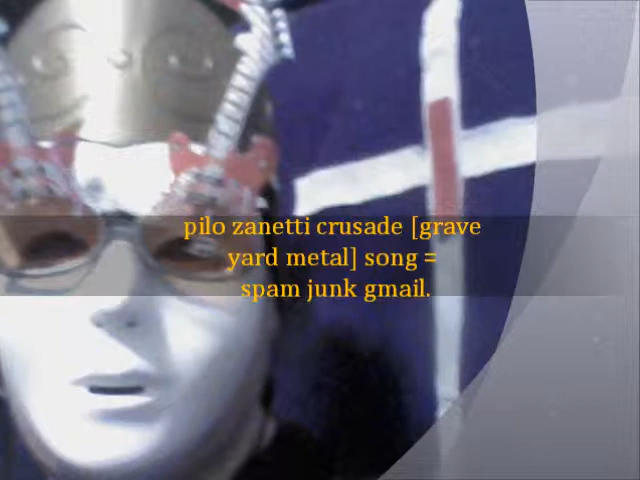 pilo zanetti crusade [grave
yard metal] song =
spam junk gmail.